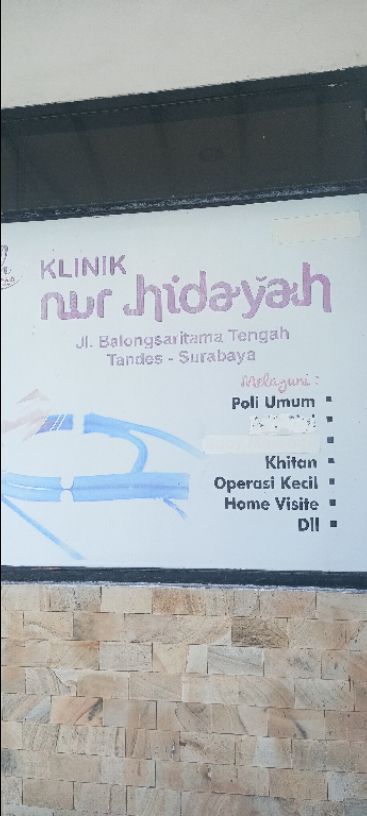 KLINIK
nur hidayah
Jl. Balongsaritama Tengah
Tandes - Surabaya
Melayani :
Poli Umum
Khitan
Operasi Kecil
Home Visite
Dll